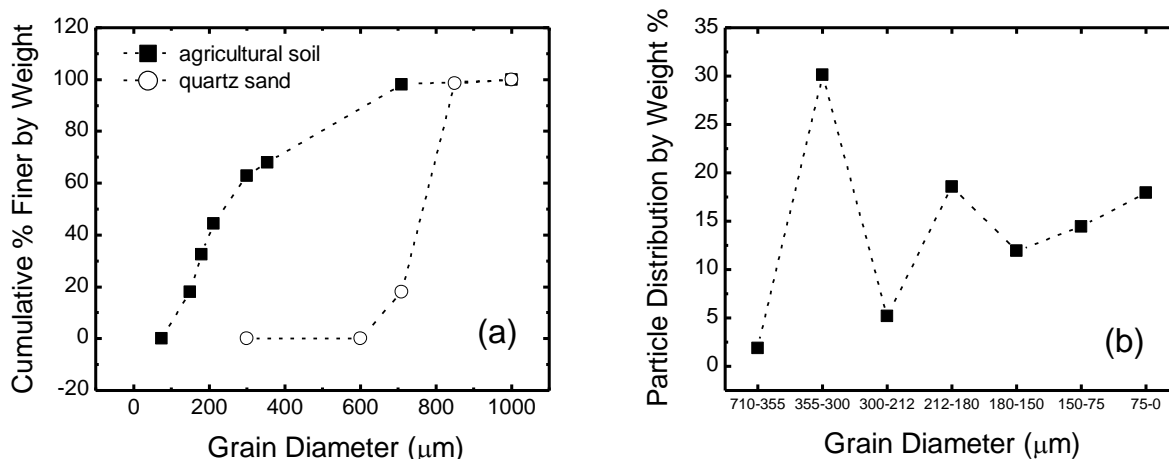 Cumulative % Finer by Weight
120
100
80
60
40
20
0
-20
agricultural soil
quartz sand
(a)
0 200 400 600 800 1000
Grain Diameter (μm)
Particle Distribution by Weight %
35
30
25
20
15
10
5
0
(b)
710-355 355-300 300-212 212-180 180-150 150-75 75-0
Grain Diameter (μm)